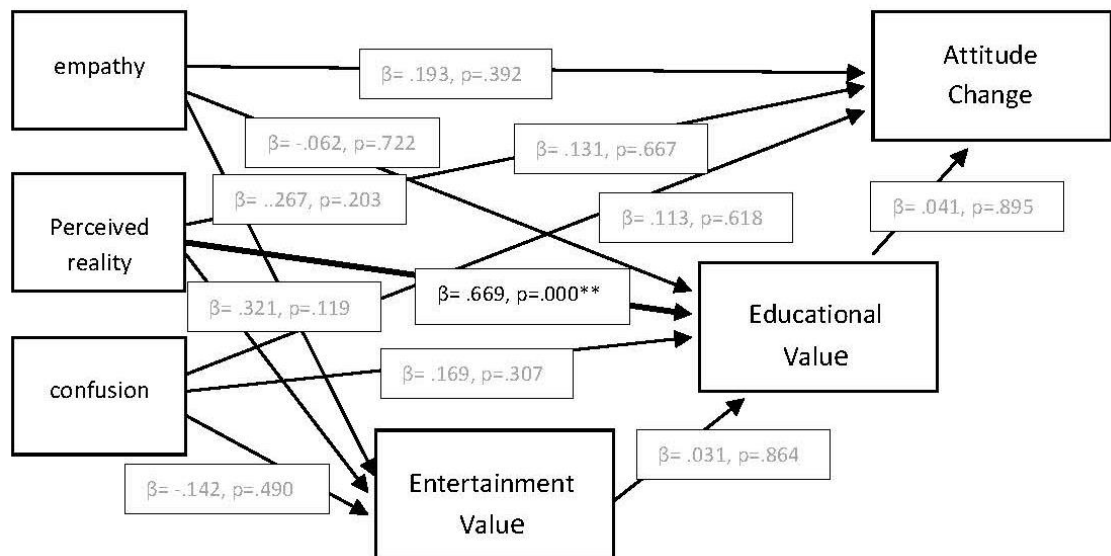 empathy
β= .193, p=.392
Attitude
Change
β= -.062, p=.722
β= .131, p=.667
β= ..267, p=.203
β= .041, p=.895
Perceived
reality
β= .113, p=.618
β= .669, p=.000**
β= .321, p=.119
Educational
Value
confusion
β= .169, p=.307
β= .031, p=.864
β= -.142, p=.490
Entertainment
Value